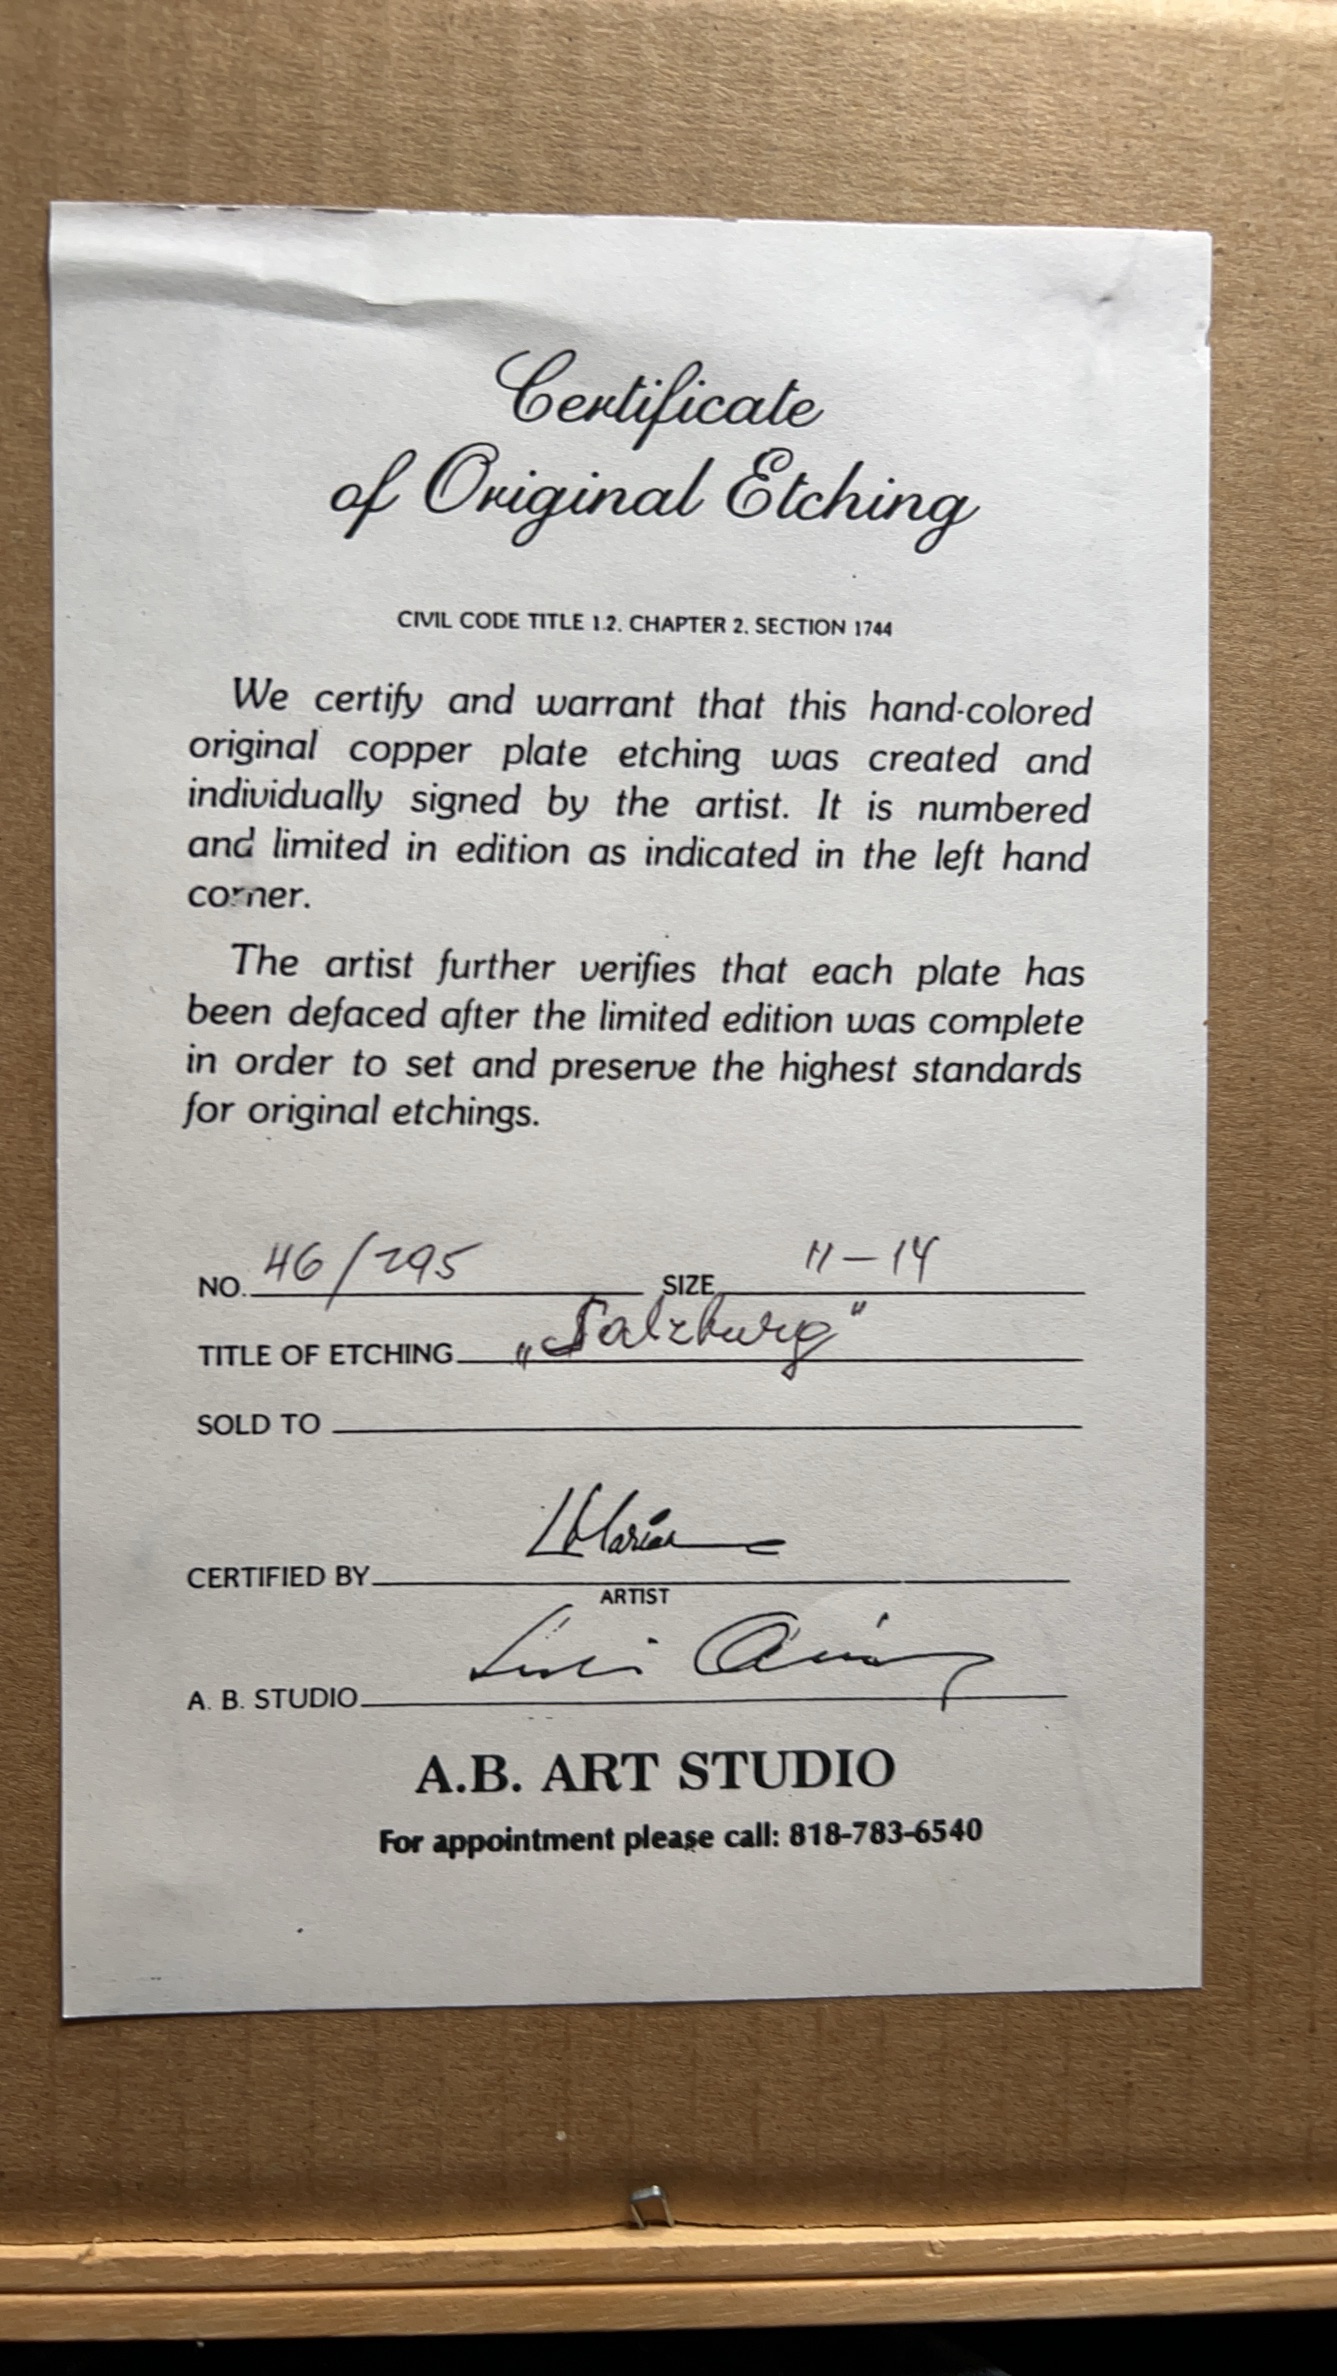 Certificate
of Original Etching
CIVIL CODE TITLE 1.2, CHAPTER 2, SECTION 1744
We certify and warrant that this hand-colored
original copper plate etching was created and
individually signed by the artist. It is numbered
and limited in edition as indicated in the left hand
corner.
The artist further verifies that each plate has
been defaced after the limited edition was complete
in order to set and preserve the highest standards
for original etchings.
NO. 46/295 SIZE 11-14
TITLE OF ETCHING „Salzburg"
SOLD TO
CERTIFIED BY
ARTIST
A. B. STUDIO
A.B. ART STUDIO
For appointment please call: 818-783-6540